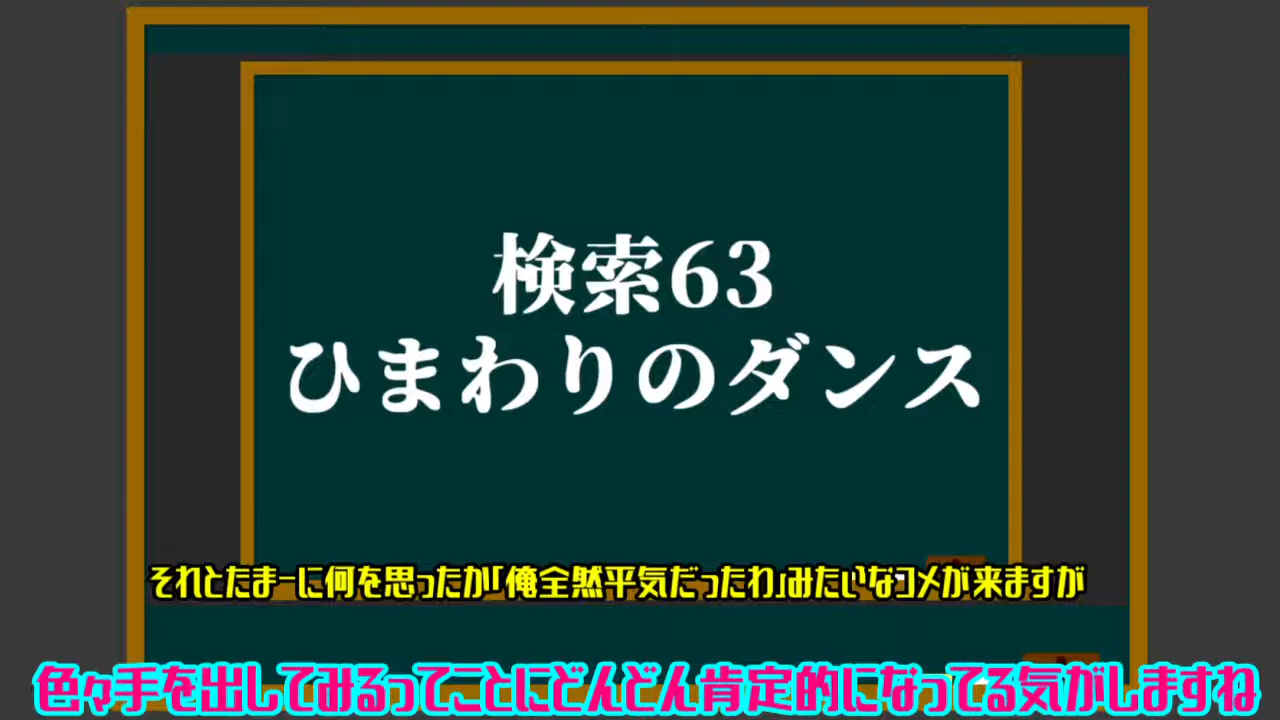 検索63
ひまわりのダンス
それとたまーに何を思ったか「俺全然平気だったわ」みたいなコメが来ますが
色々手を出してみるってことにどんどん肯定的になってる気がしますね